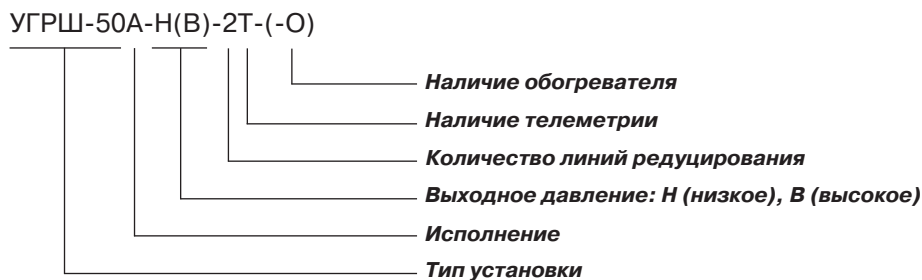 УГРШ-50А-Н(В)-2Т-(-О)
Наличие обогревателя
Наличие телеметрии
Количество линий редуцирования
Выходное давление: Н (низкое), В (высокое)
Исполнение
Тип установки